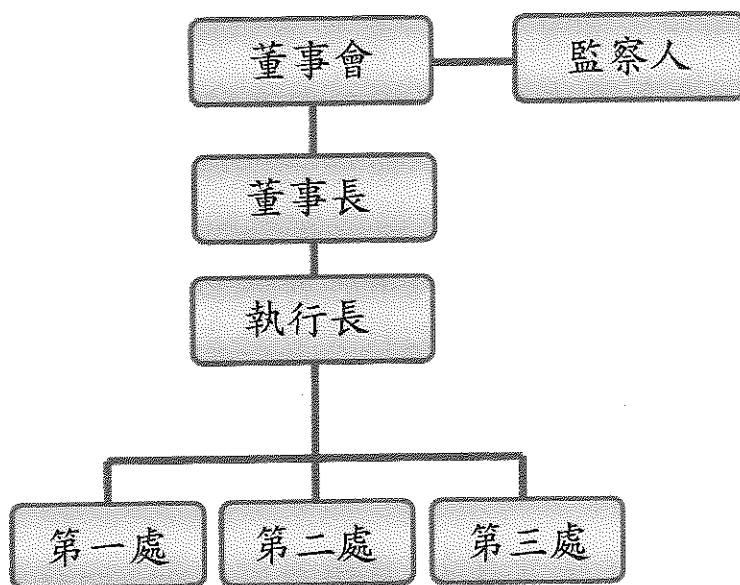 董事會
監察人
董事長
執行長
第一處
第二處
第三處